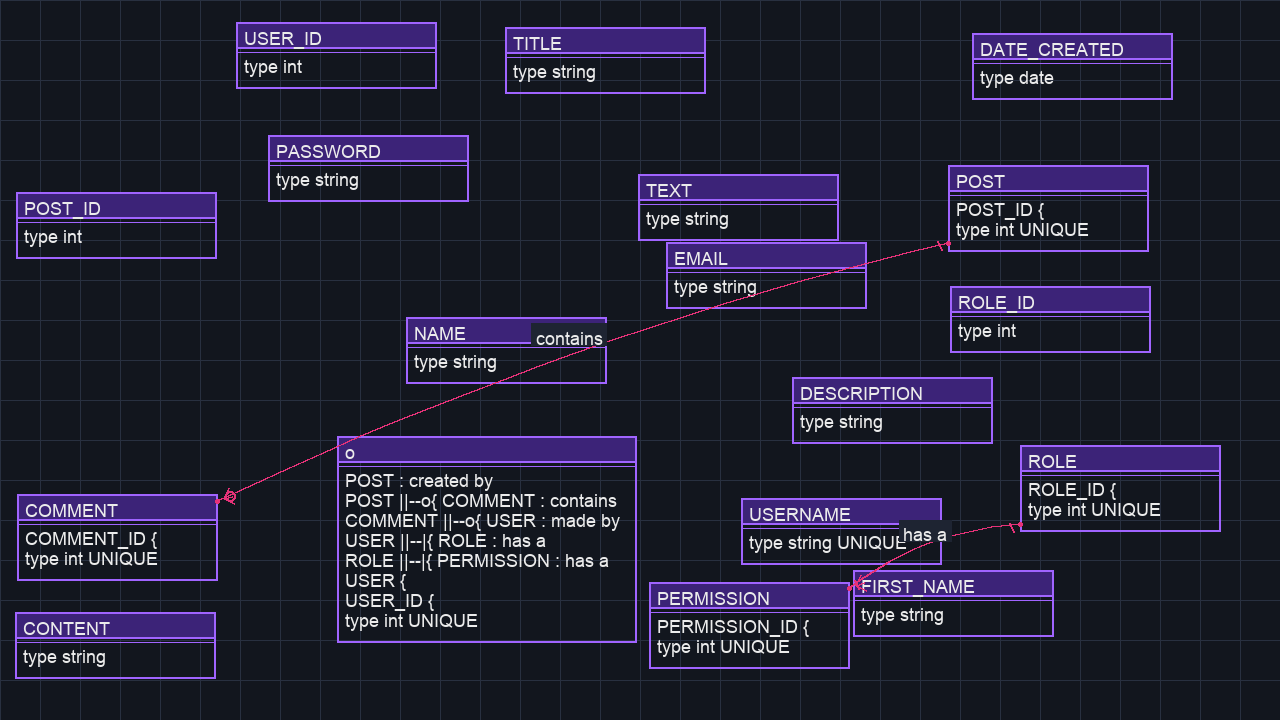 USER_ID
type int
TITLE
type string
DATE_CREATED
type date
PASSWORD
type string
POST_ID
type int
TEXT
type string
POST
POST_ID {
type int UNIQUE
EMAIL
type string
ROLE_ID
type int
NAME
type string
contains
DESCRIPTION
type string
o
POST : created by
POST ||--o{ COMMENT : contains
COMMENT ||--o{ USER : made by
USER ||--|{ ROLE : has a
ROLE ||--|{ PERMISSION : has a
USER {
USER_ID {
type int UNIQUE
ROLE
ROLE_ID {
type int UNIQUE
COMMENT
COMMENT_ID {
type int UNIQUE
USERNAME
type string UNIQUE
has a
FIRST_NAME
type string
PERMISSION
PERMISSION_ID {
type int UNIQUE
CONTENT
type string